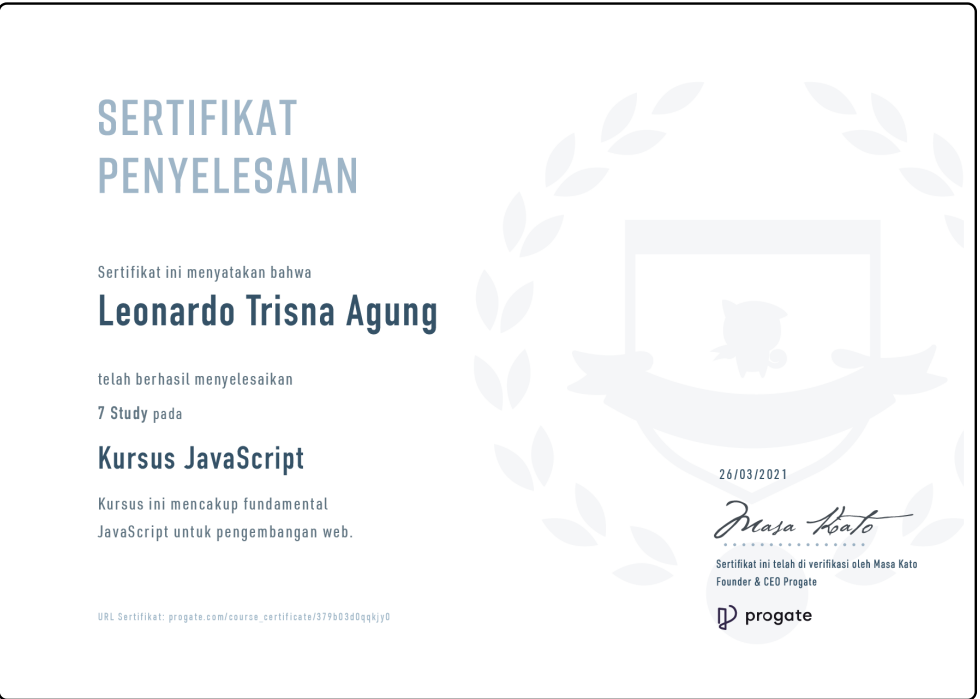 SERTIFIKAT
PENYELESAIAN
Sertifikat ini menyatakan bahwa
Leonardo Trisna Agung
telah berhasil menyelesaikan
7 Study pada
Kursus JavaScript
Kursus ini mencakup fundamental
JavaScript untuk pengembangan web.
URL Sertifikat: progate.com/course_certificate/379b03d0qqkjy0
26/03/2021
Masa Kato
Sertifikat ini telah di verifikasi oleh Masa Kato
Founder & CEO Progate
progate